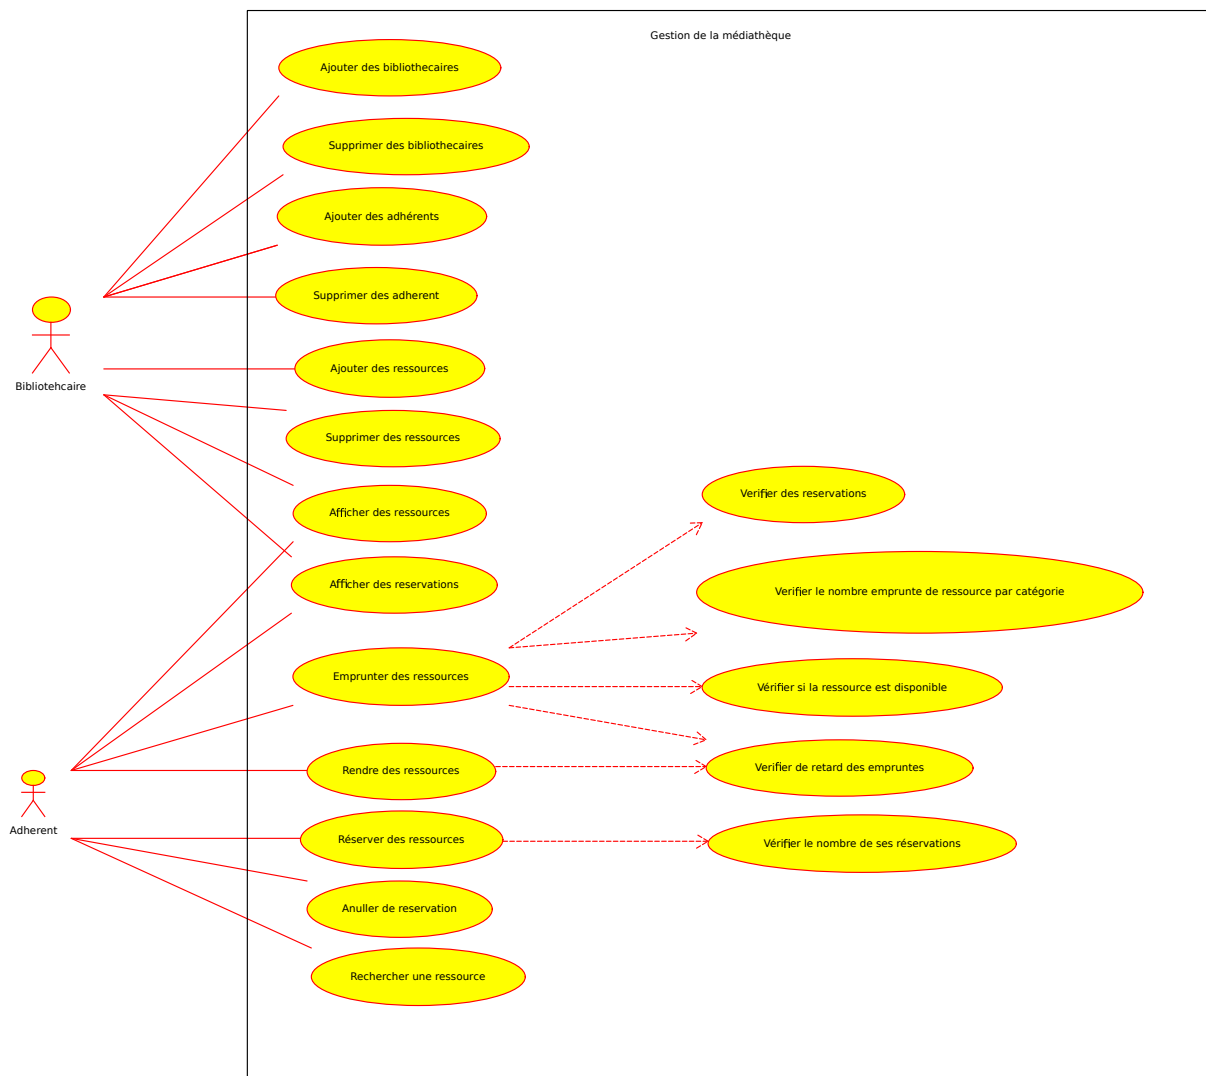 Gestion de la médiathèque
Ajouter des bibliothecaires
Supprimer des bibliothecaires
Ajouter des adhérents
Supprimer des adherent
Bibliotehcaire
Ajouter des ressources
Supprimer des ressources
Verifier des reservations
Afficher des ressources
Afficher des reservations
Verifier le nombre emprunte de ressource par catégorie
Emprunter des ressources
Vérifier si la ressource est disponible
Rendre des ressources
Verifier de retard des empruntes
Adherent
Réserver des ressources
Vérifier le nombre de ses réservations
Anuller de reservation
Rechercher une ressource